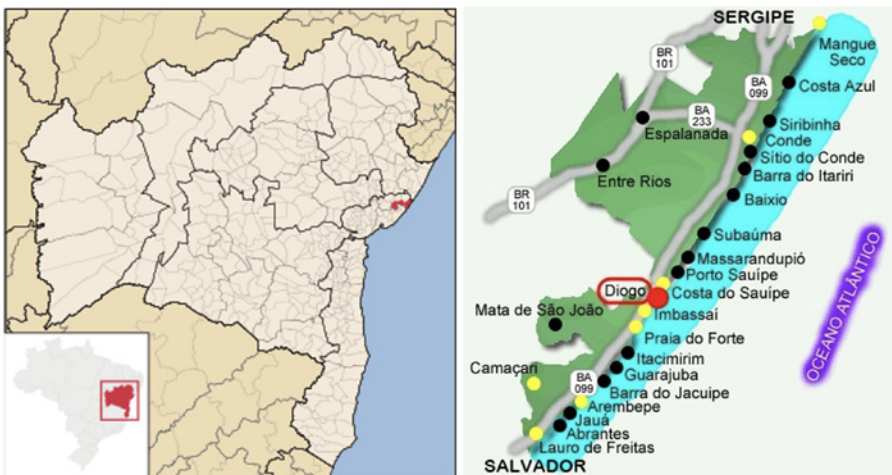 SERGIPE
BR
101
Mangue
Seco
BA
099
Costa Azul
BA
233
Espalanada
Siribinha
Conde
Sítio do Conde
Barra do Itariri
Entre Rios
Baixio
BR
101
Subaúma
Massarandupió
Porto Sauípe
Diogo
Costa do Sauípe
Mata de São João
Imbassaí
Praia do Forte
Itacimirim
Camaçari
Guarajuba
BA
099
Barra do Jacuipe
Arembepe
Jauá
Abrantes
Lauro de Freitas
SALVADOR
OCEANO ATLÂNTICO